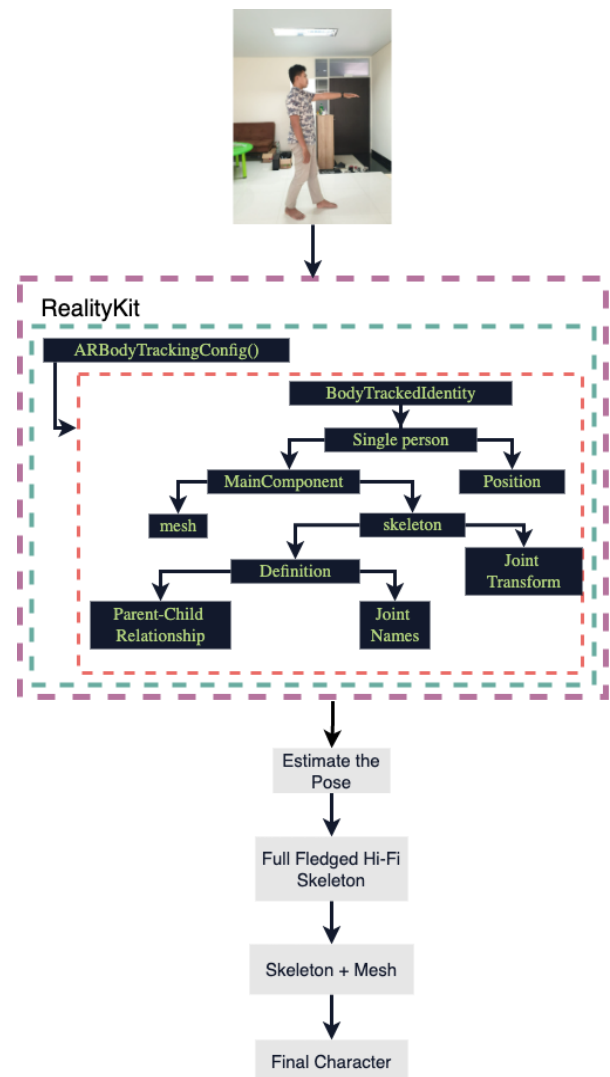 RealityKit
ARBodyTrackingConfig()
BodyTrackedIdentity
Single person
MainComponent
Position
mesh
skeleton
Definition
Joint
Transform
Parent-Child
Relationship
Joint
Names
Estimate the
Pose
Full Fledged Hi-Fi
Skeleton
Skeleton + Mesh
Final Character